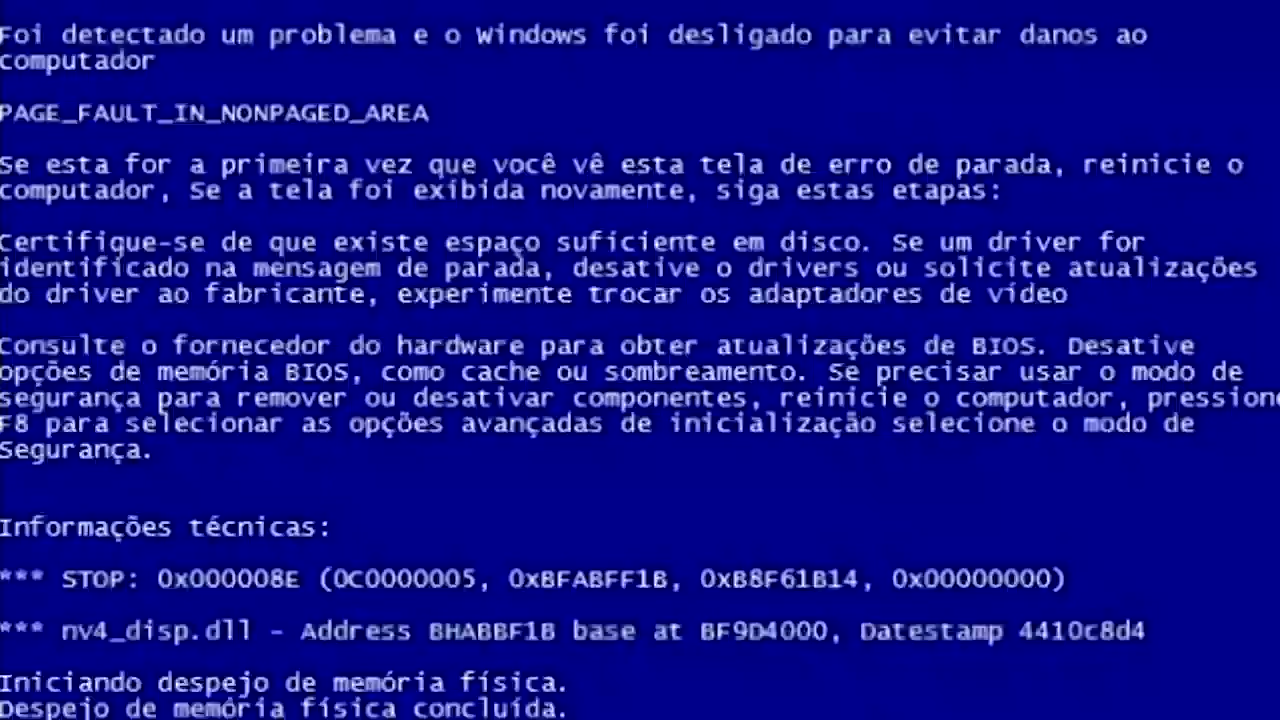 Foi detectado um problema e o Windows foi desligado para evitar danos ao
computador
PAGE_FAULT_IN_NONPAGED_AREA
Se esta for a primeira vez que você vê esta tela de erro de parada, reinicie o
computador, Se a tela foi exibida novamente, siga estas etapas:
Certifique-se de que existe espaço suficiente em disco. Se um driver for
identificado na mensagem de parada, desative o drivers ou solicite atualizações
do driver ao fabricante, experimente trocar os adaptadores de vídeo
Consulte o fornecedor do hardware para obter atualizações de BIOS. Desative
opções de memória BIOS, como cache ou sombreamento. Se precisar usar o modo de
segurança para remover ou desativar componentes, reinicie o computador, pressione
F8 para selecionar as opções avançadas de inicialização selecione o modo de
Segurança.
Informações técnicas:
*** STOP: 0x000008E (0C0000005, 0xBFABFF1B, 0xB8F61B14, 0x00000000)
*** nv4_disp.dll - Address BHABBF1B base at BF9D4000, Datestamp 4410c8d4
Iniciando despejo de memória física.
Despejo de memória física concluída.